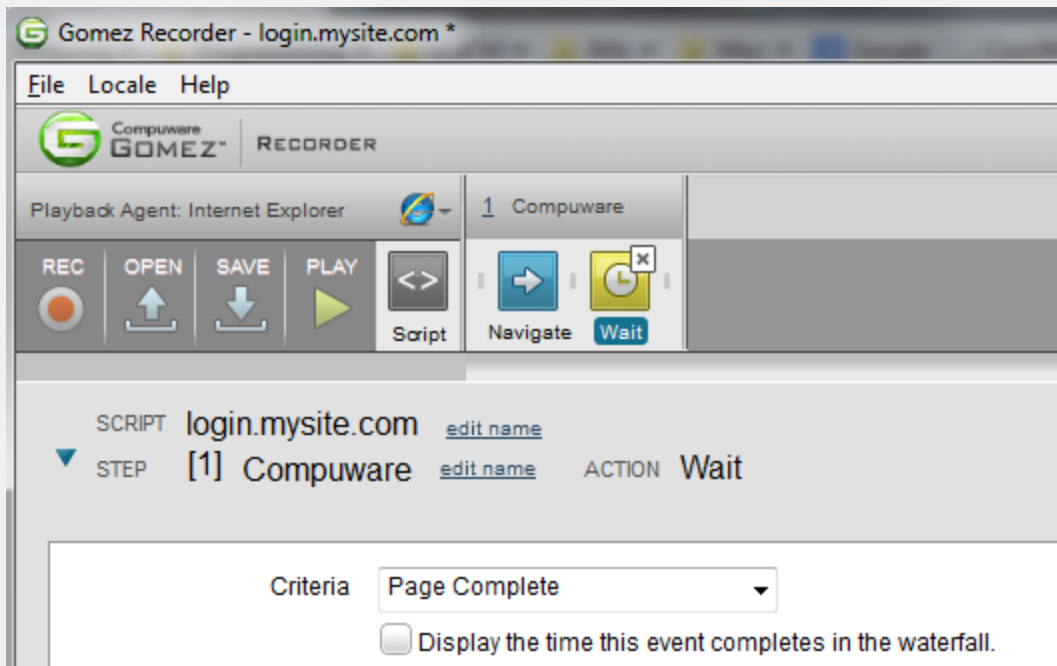 Gomez Recorder - login.mysite.com *
File Locale Help
Compuware
GOMEZ™ RECORDER
Playback Agent: Internet Explorer 1 Compuware
REC OPEN SAVE PLAY <>
Script Navigate Wait
SCRIPT login.mysite.com edit name
STEP [1] Compuware edit name ACTION Wait
Criteria Page Complete
Display the time this event completes in the waterfall.